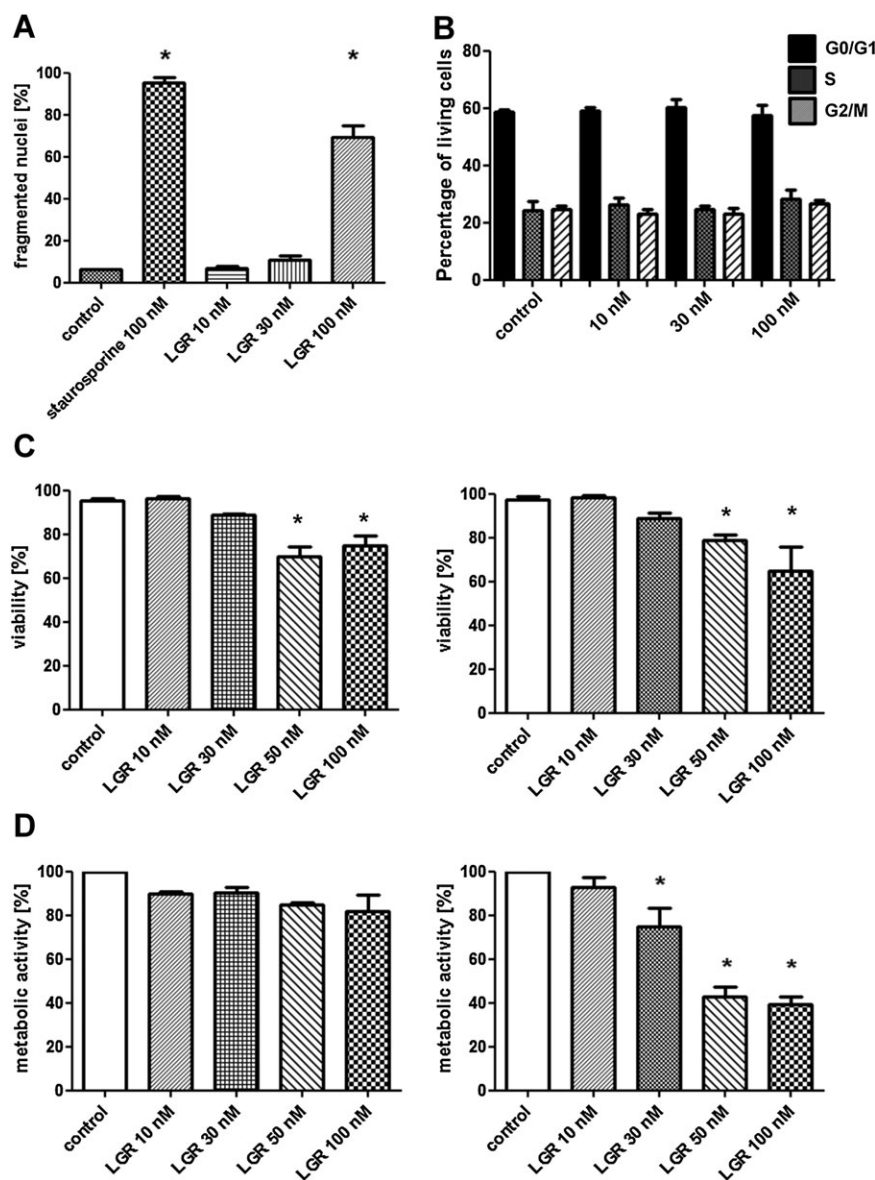 A
*
*
fragmented nuclei [%]
100
80
60
40
20
0
control
staurosporine 100 nM
LGR 10 nM
LGR 30 nM
LGR 100 nM
B
G0/G1
S
G2/M
Percentage of living cells
80
60
40
20
0
control
10 nM
30 nM
100 nM
C
viability [%]
100
80
60
40
20
0
*
*
control
LGR 10 nM
LGR 30 nM
LGR 50 nM
LGR 100 nM
viability [%]
100
80
60
40
20
0
*
*
control
LGR 10 nM
LGR 30 nM
LGR 50 nM
LGR 100 nM
D
metabolic activity [%]
100
80
60
40
20
0
control
LGR 10 nM
LGR 30 nM
LGR 50 nM
LGR 100 nM
metabolic activity [%]
100
80
60
40
20
0
*
*
*
control
LGR 10 nM
LGR 30 nM
LGR 50 nM
LGR 100 nM